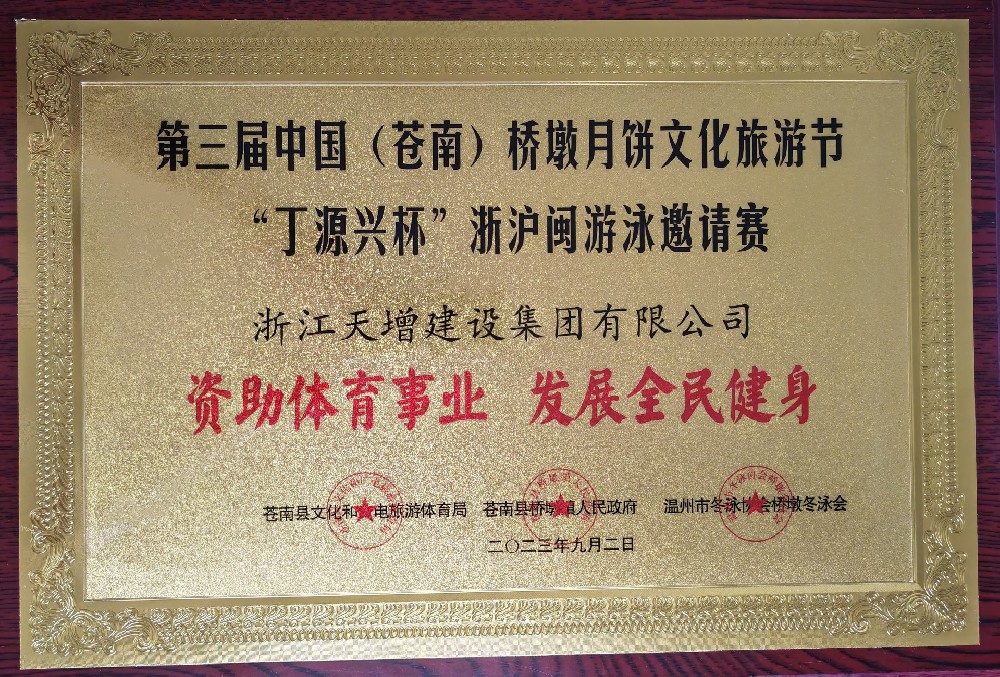 第三届中国（苍南）桥墩月饼文化旅游节
“丁源兴杯”浙沪闽游泳邀请赛
浙江天增建设集团有限公司
资助体育事业 发展全民健身
苍南县文化和广电旅游体育局 苍南县桥墩镇人民政府 温州市冬泳协会桥墩冬泳会
二〇二三年九月二日